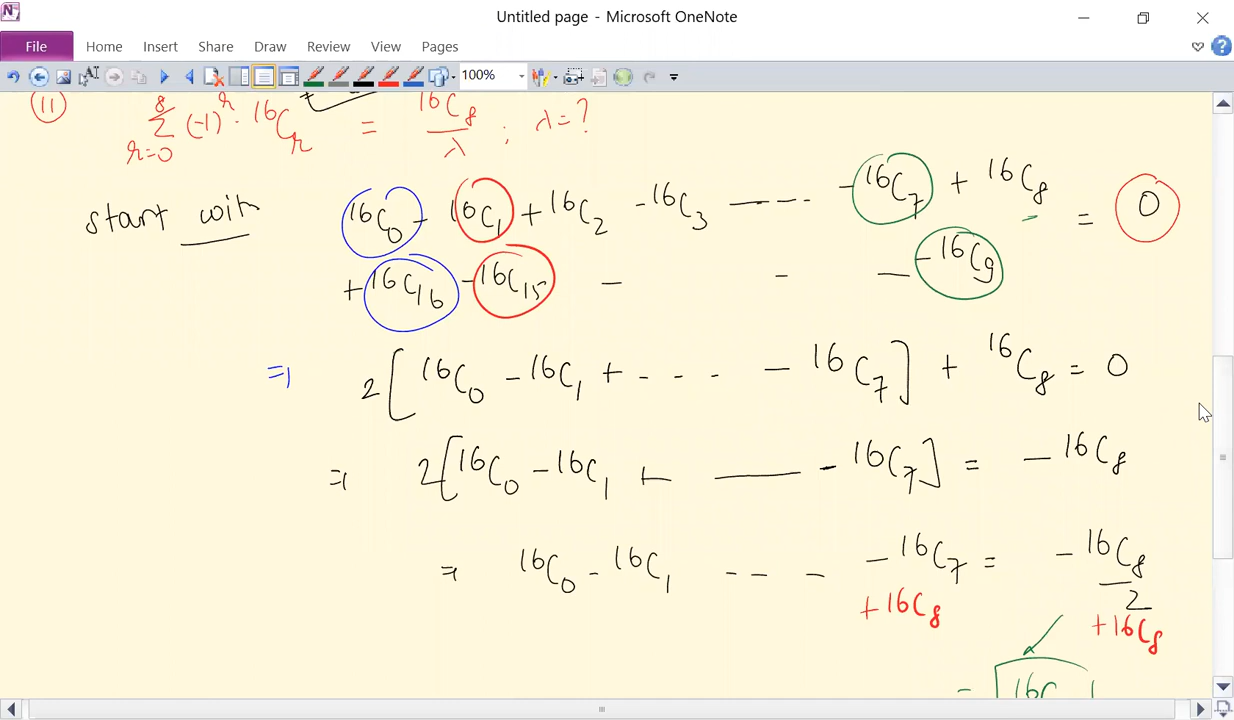 Untitled page - Microsoft OneNote
File Home Insert Share Draw Review View Pages
100%
(11) 8 Σ r=0 (-1)^r · 16C_r = 16C_8 / λ ; λ = ?
start with 16C_0 - 16C_1 + 16C_2 - 16C_3 ------- - 16C_7 + 16C_8 = 0
+ 16C_16 - 16C_15 - - - - 16C_9
=> 2[ 16C_0 - 16C_1 + - - - - 16C_7 ] + 16C_8 = 0
=> 2[ 16C_0 - 16C_1 + ------ - 16C_7 ] = - 16C_8
=> 16C_0 - 16C_1 - - - - - 16C_7 = - 16C_8 / 2
+16C_8 +16C_8
= 16C